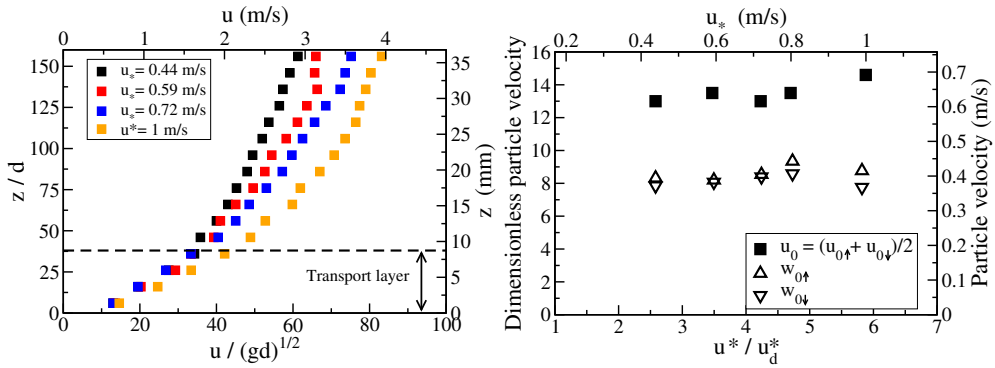 u (m/s)
0 1 2 3 4
150
125
100
75
50
25
0
z / d
u* = 0.44 m/s
u* = 0.59 m/s
u* = 0.72 m/s
u* = 1 m/s
Transport layer
35
30
25
20
15
10
5
0
z (mm)
0 20 40 60 80 100
u / (gd)^1/2
u* (m/s)
0.2 0.4 0.6 0.8 1
16
14
12
10
8
6
4
2
0
Dimensionless particle velocity
0.7
0.6
0.5
0.4
0.3
0.2
0.1
0
Particle velocity (m/s)
u₀ = (u₀↑ + u₀↓)/2
w₀↑
w₀↓
1 2 3 4 5 6 7
u* / u*d